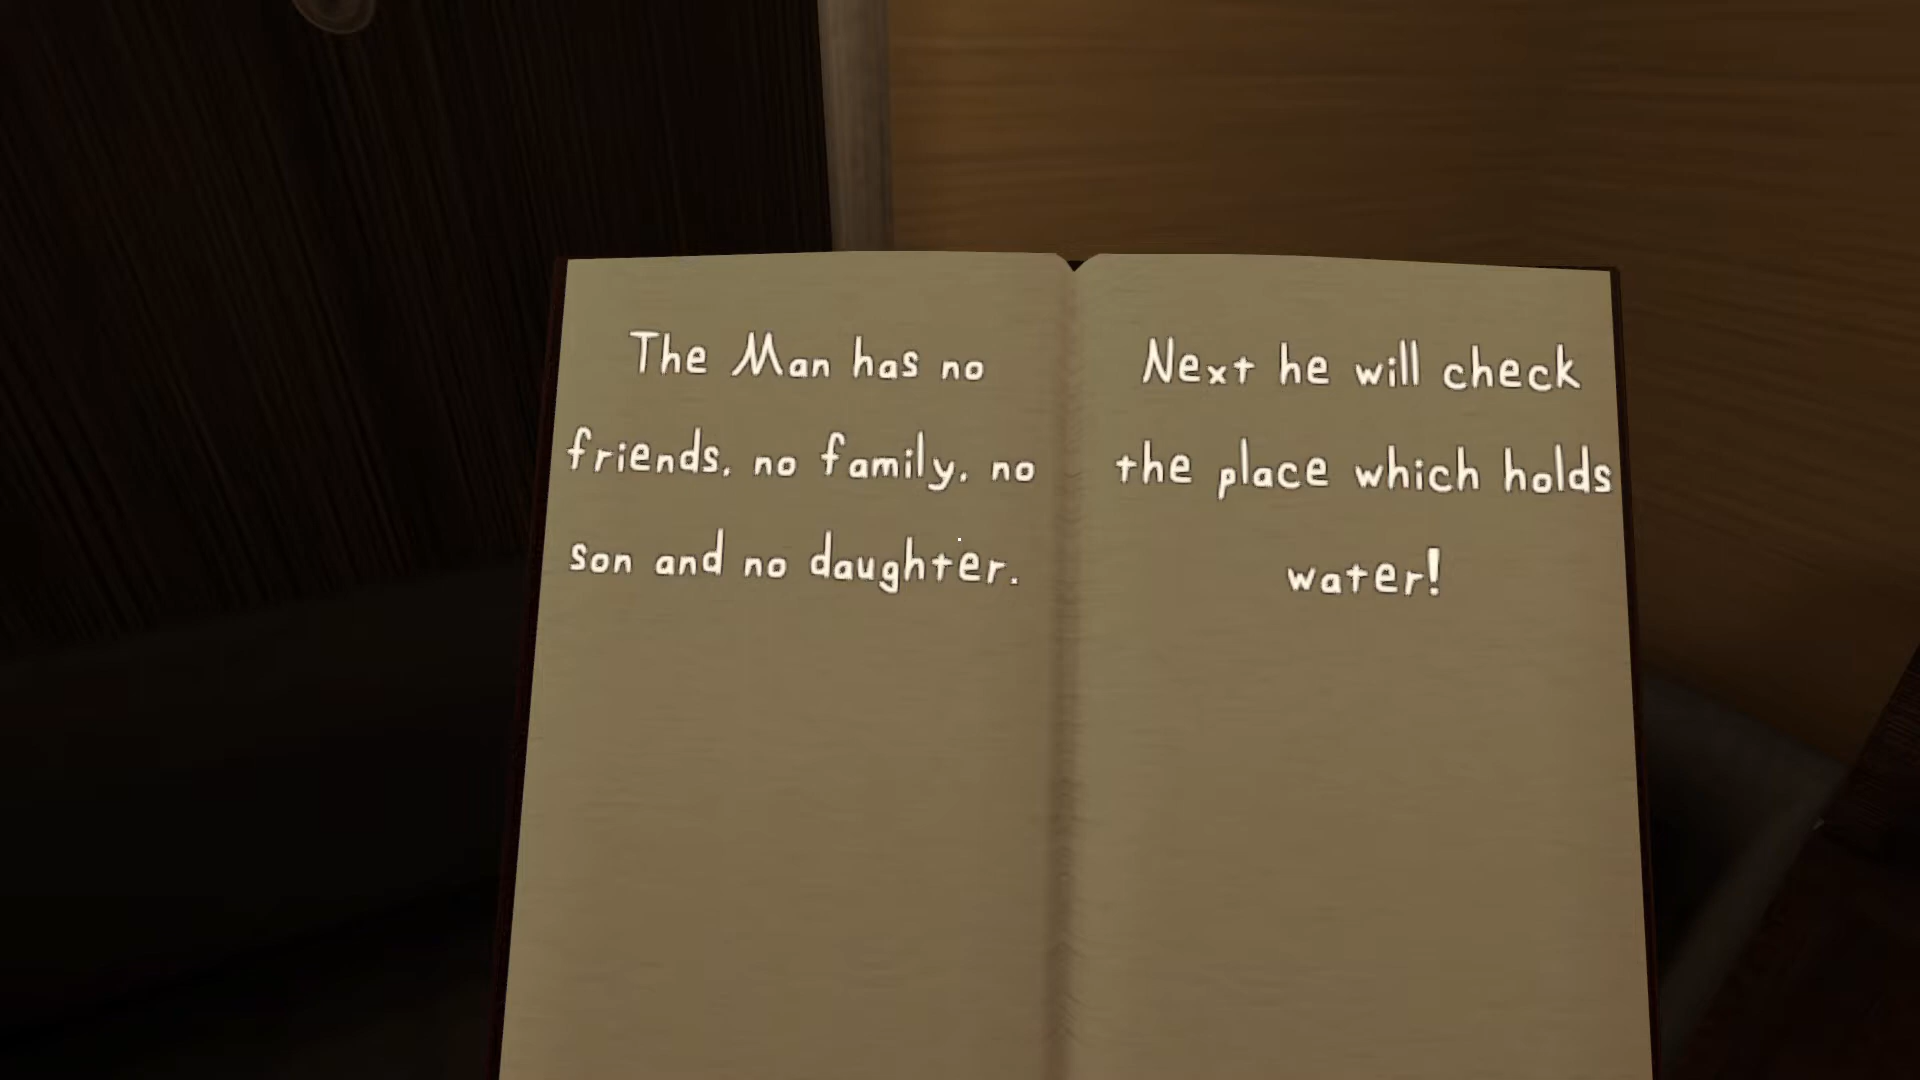 The Man has no
friends, no family, no
son and no daughter.
Next he will check
the place which holds
water!